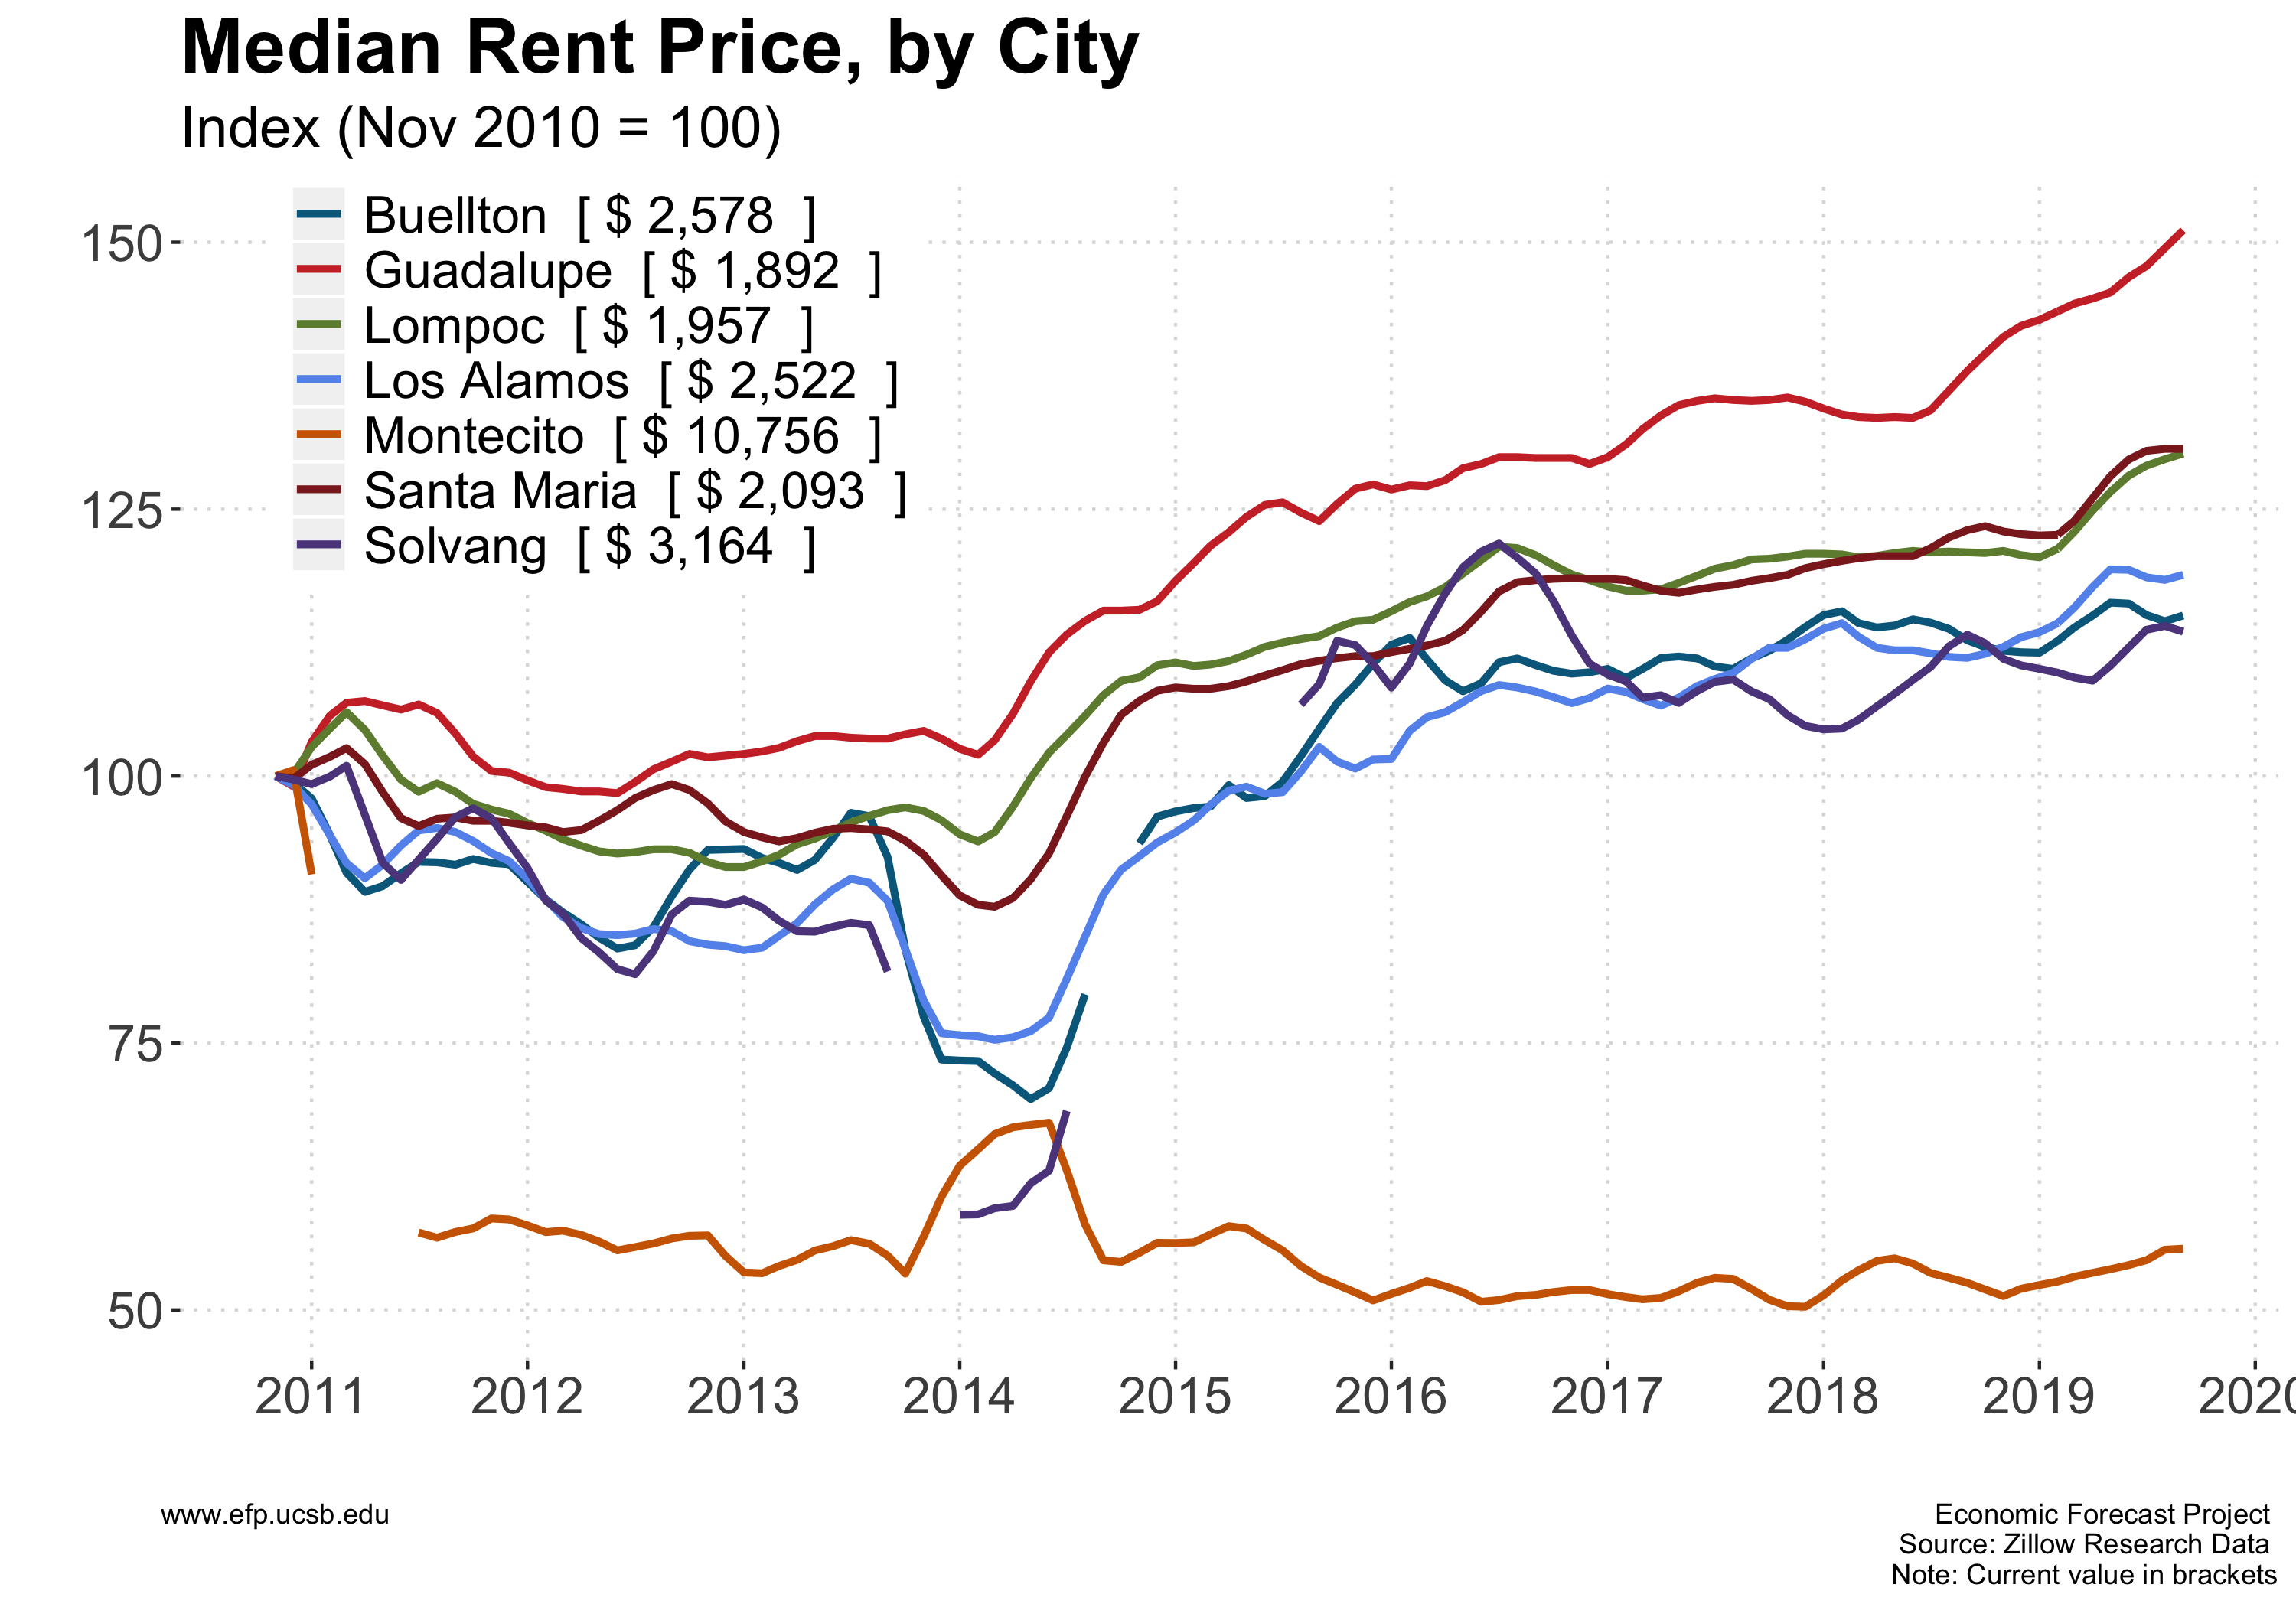 Median Rent Price, by City
Index (Nov 2010 = 100)
Buellton [ $ 2,578 ]
Guadalupe [ $ 1,892 ]
Lompoc [ $ 1,957 ]
Los Alamos [ $ 2,522 ]
Montecito [ $ 10,756 ]
Santa Maria [ $ 2,093 ]
Solvang [ $ 3,164 ]
150
125
100
75
50
2011 2012 2013 2014 2015 2016 2017 2018 2019 2020
www.efp.ucsb.edu
Economic Forecast Project
Source: Zillow Research Data
Note: Current value in brackets